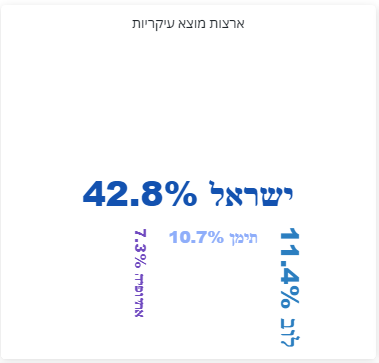 ארצות מוצא עיקריות
ישראל 42.8%
תימן 10.7%
לוב 11.4%
אתיופיה 7.3%